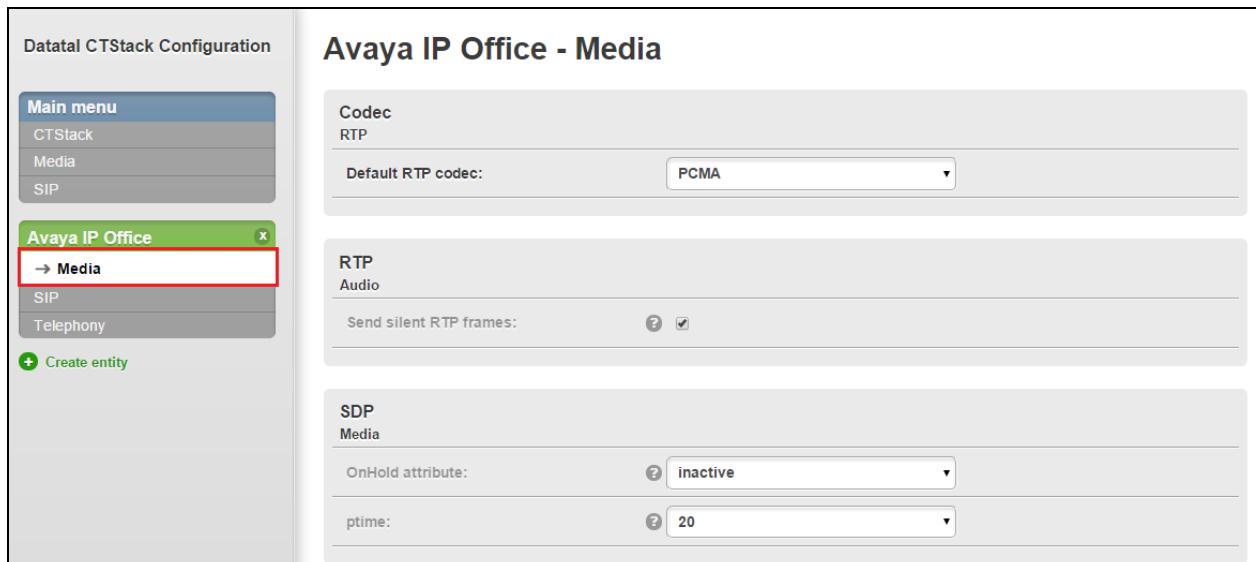 Datatal CTStack Configuration
Main menu
CTStack
Media
SIP
Avaya IP Office x
→ Media
SIP
Telephony
+ Create entity
Avaya IP Office - Media
Codec
RTP
Default RTP codec: PCMA
RTP
Audio
Send silent RTP frames: ?
SDP
Media
OnHold attribute: ? inactive
ptime: ? 20